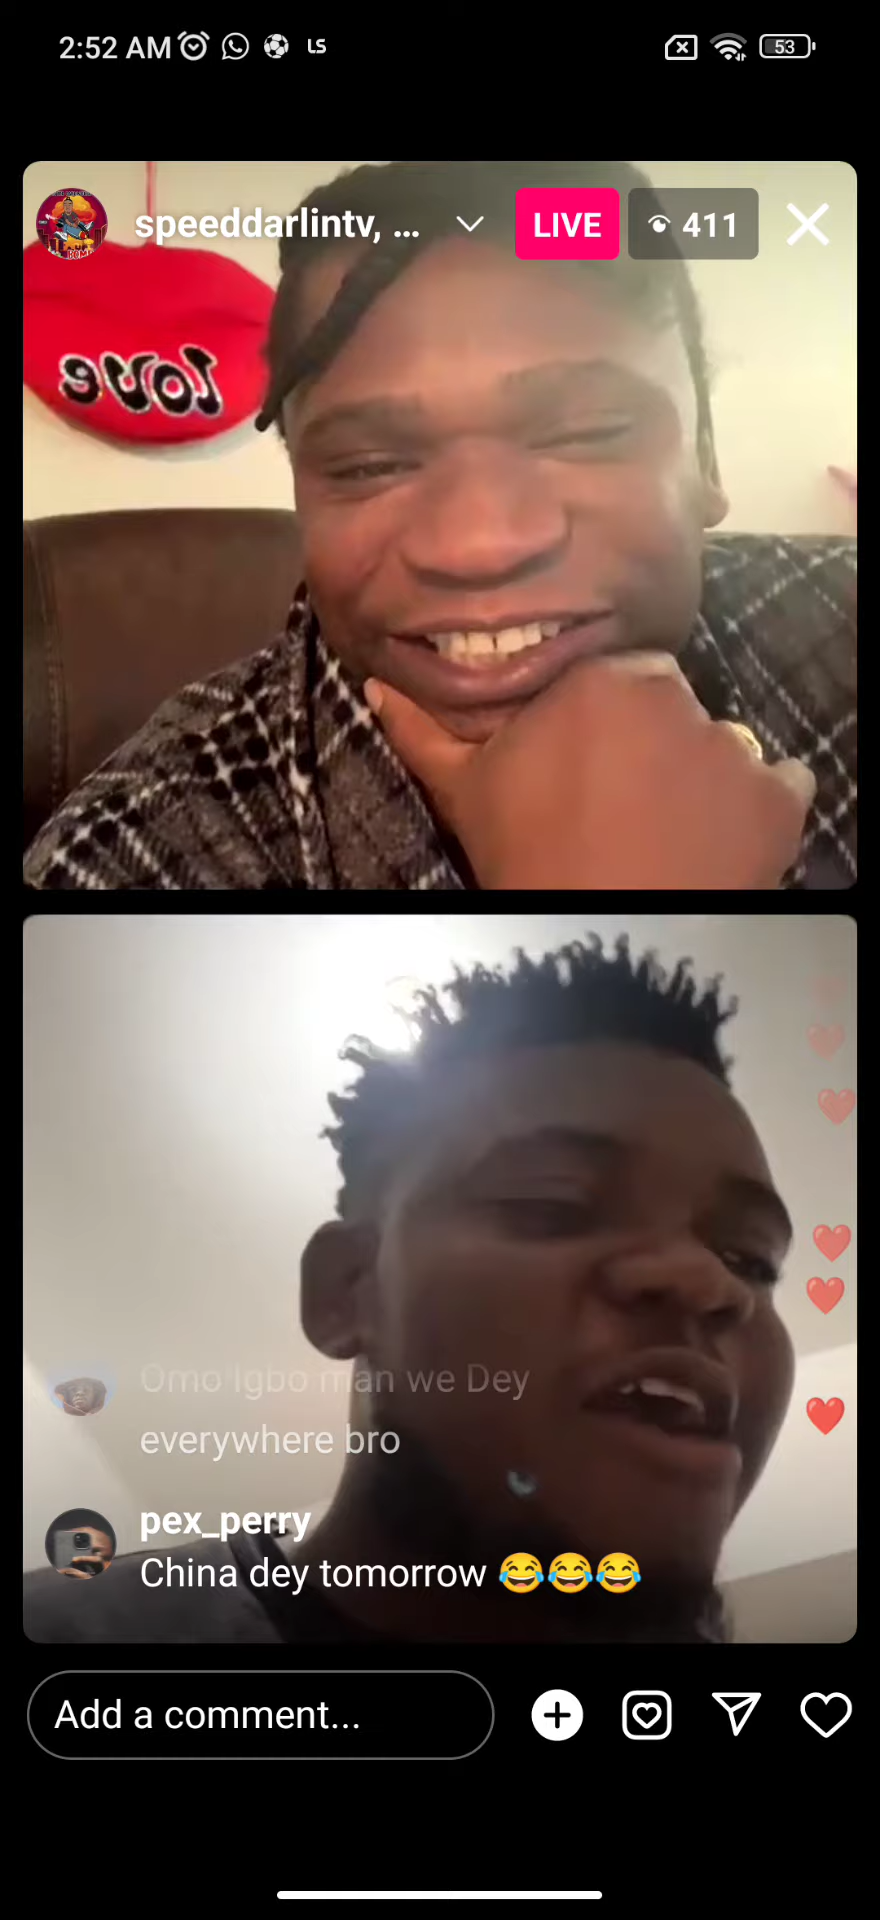 2:52 AM
LS
53
speeddarlintv, ...
LIVE
411
Love
Omo Igbo man we Dey
everywhere bro
pex_perry
China dey tomorrow 😂😂😂
Add a comment...